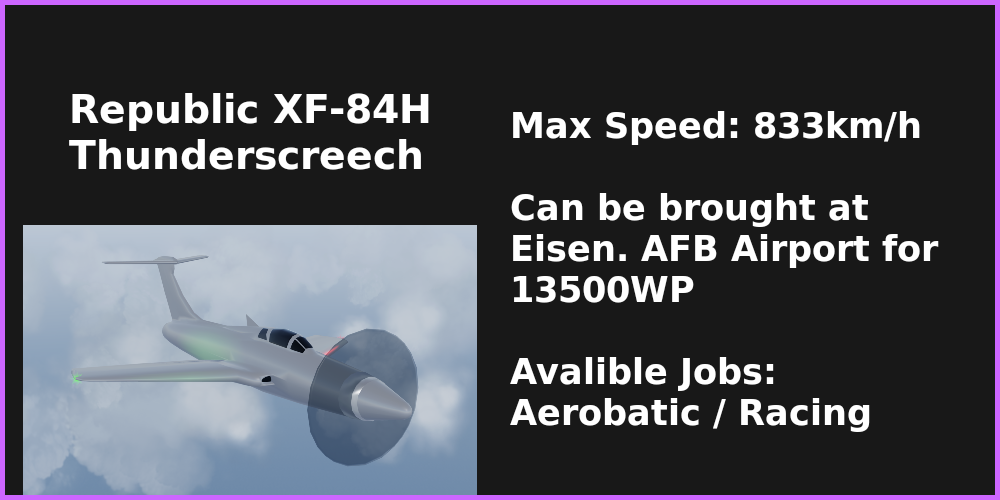 Republic XF-84H
Thunderscreech
Max Speed: 833km/h
Can be brought at
Eisen. AFB Airport for
13500WP
Avalible Jobs:
Aerobatic / Racing